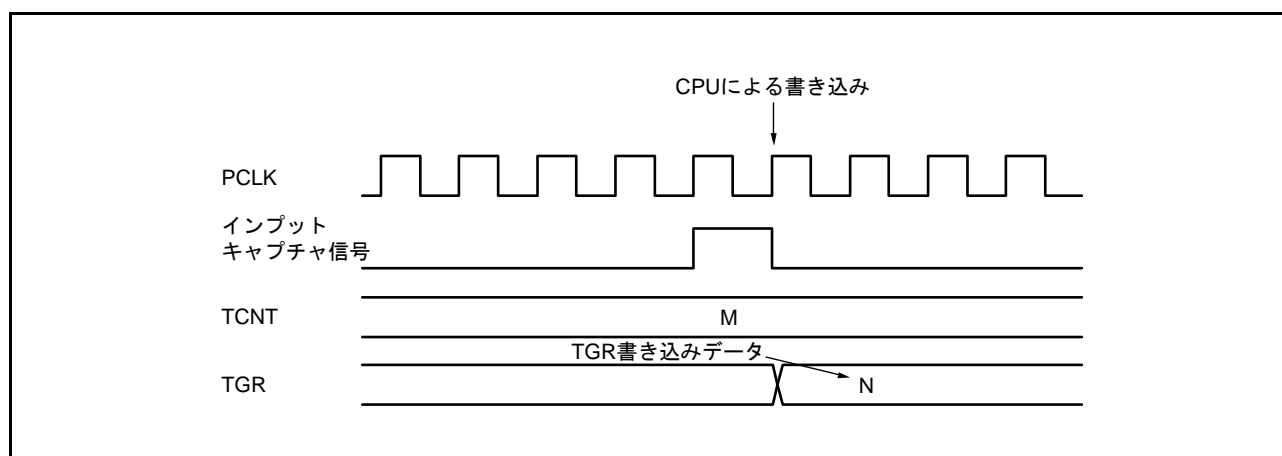 CPUによる書き込み
PCLK
インプット
キャプチャ信号
TCNT
M
TGR書き込みデータ
TGR
N